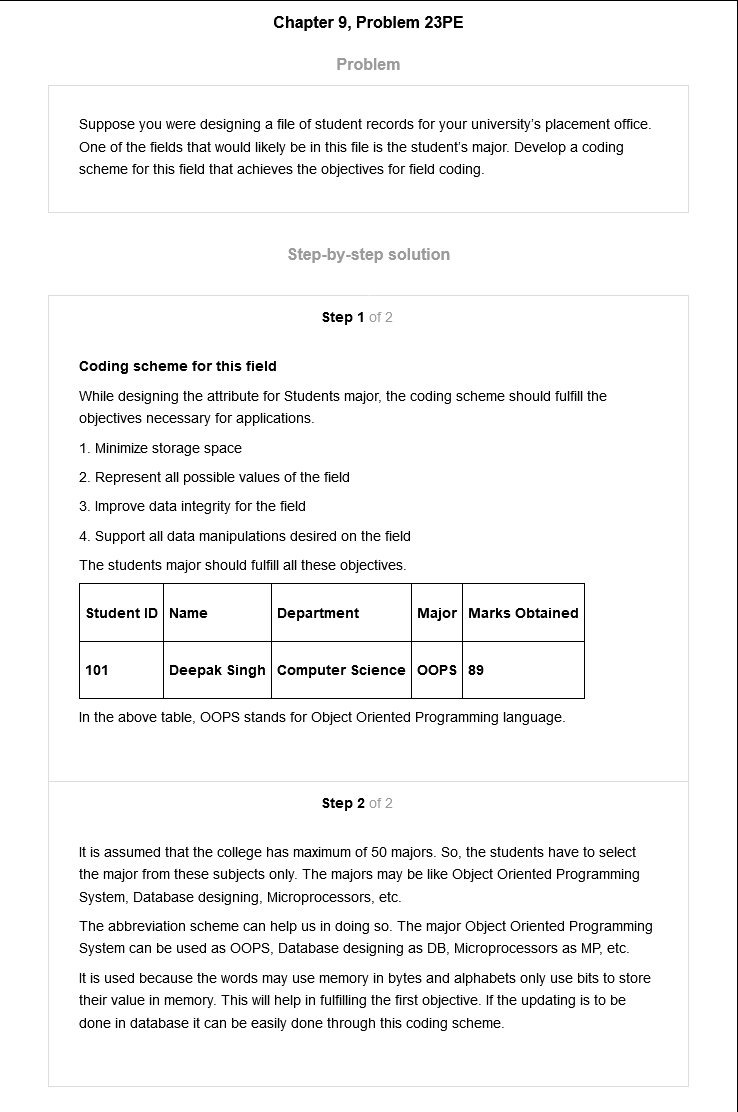 Chapter 9, Problem 23PE
Problem
Suppose you were designing a file of student records for your university's placement office.
One of the fields that would likely be in this file is the student's major. Develop a coding
scheme for this field that achieves the objectives for field coding.
Step-by-step solution
Step 1 of 2
Coding scheme for this field
While designing the attribute for Students major, the coding scheme should fulfill the
objectives necessary for applications.
1. Minimize storage space
2. Represent all possible values of the field
3. Improve data integrity for the field
4. Support all data manipulations desired on the field
The students major should fulfill all these objectives.
Student ID Name Department Major Marks Obtained
101 Deepak Singh Computer Science OOPS 89
In the above table, OOPS stands for Object Oriented Programming language.
Step 2 of 2
It is assumed that the college has maximum of 50 majors. So, the students have to select
the major from these subjects only. The majors may be like Object Oriented Programming
System, Database designing, Microprocessors, etc.
The abbreviation scheme can help us in doing so. The major Object Oriented Programming
System can be used as OOPS, Database designing as DB, Microprocessors as MP, etc.
It is used because the words may use memory in bytes and alphabets only use bits to store
their value in memory. This will help in fulfilling the first objective. If the updating is to be
done in database it can be easily done through this coding scheme.